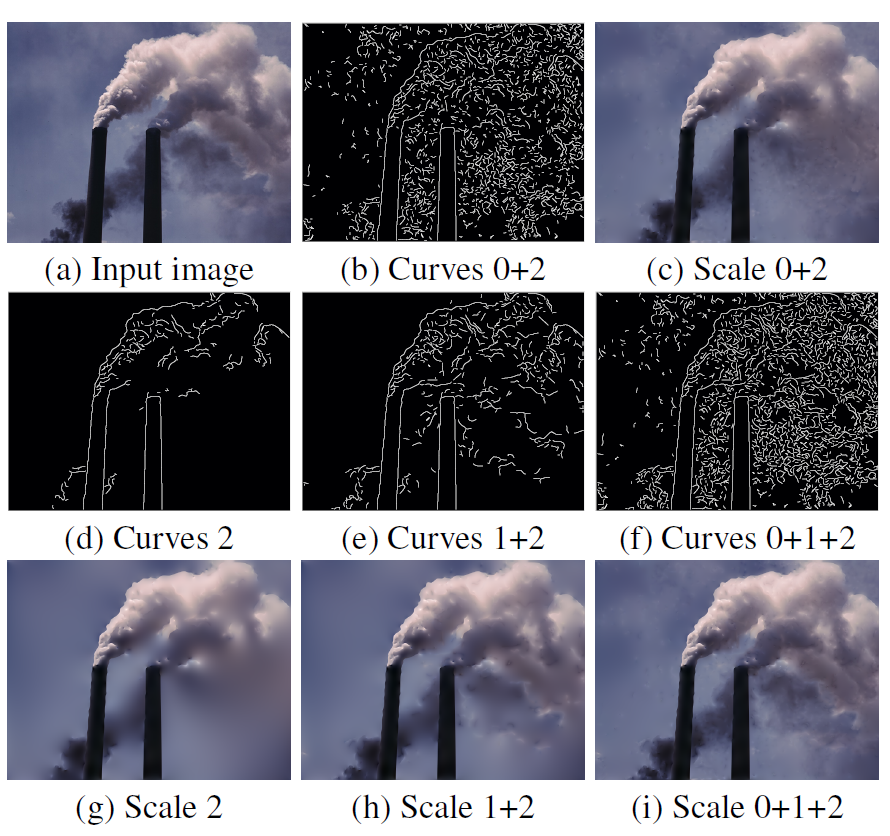 (a) Input image
(b) Curves 0+2
(c) Scale 0+2
(d) Curves 2
(e) Curves 1+2
(f) Curves 0+1+2
(g) Scale 2
(h) Scale 1+2
(i) Scale 0+1+2